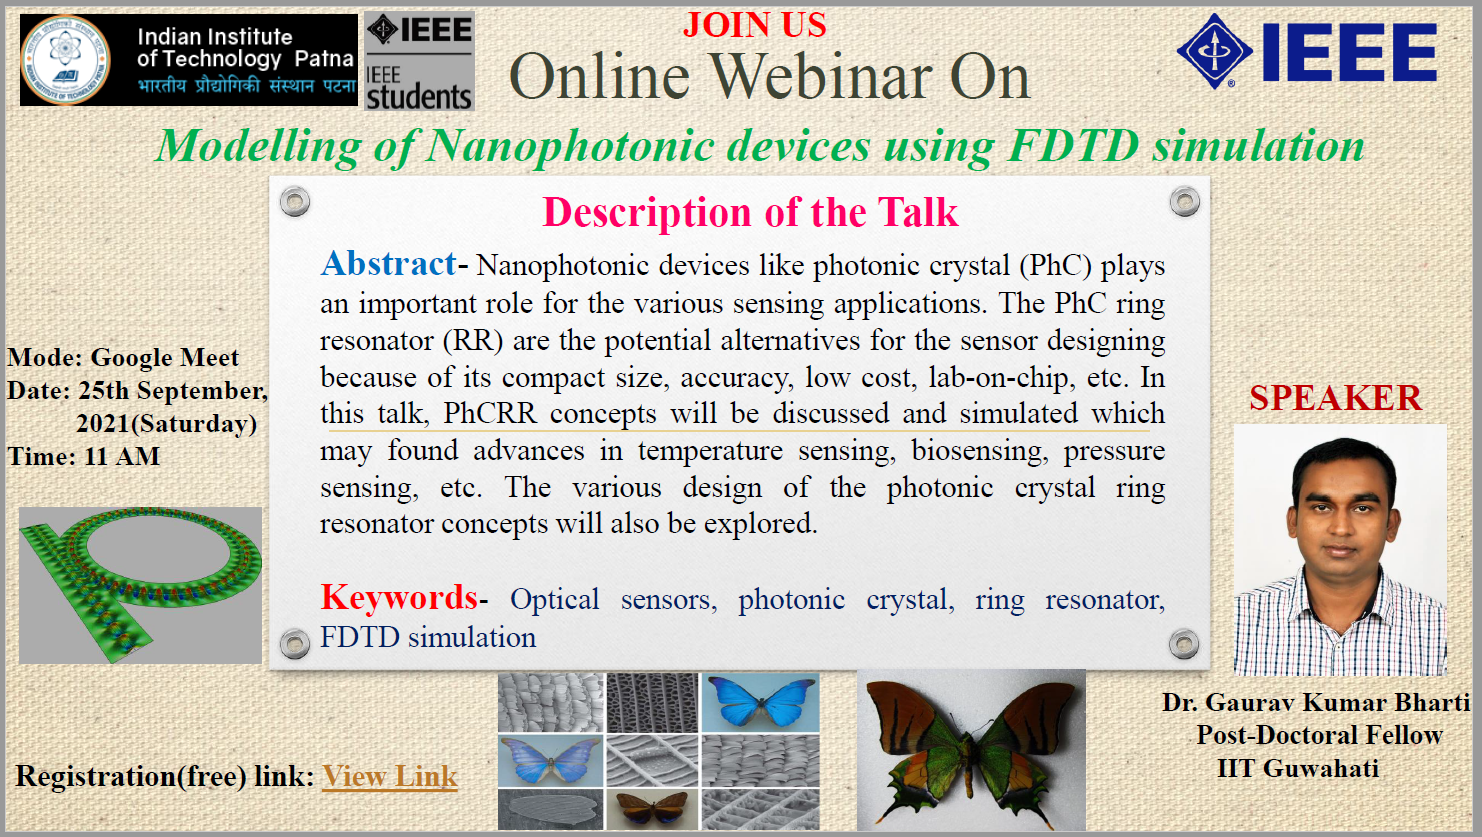 Indian Institute
of Technology Patna
भारतीय प्रौद्योगिकी संस्थान पटना
IEEE
IEEE
students
JOIN US
Online Webinar On
IEEE
®
Modelling of Nanophotonic devices using FDTD simulation
Description of the Talk
Abstract- Nanophotonic devices like photonic crystal (PhC) plays
an important role for the various sensing applications. The PhC ring
resonator (RR) are the potential alternatives for the sensor designing
because of its compact size, accuracy, low cost, lab-on-chip, etc. In
this talk, PhCRR concepts will be discussed and simulated which
may found advances in temperature sensing, biosensing, pressure
sensing, etc. The various design of the photonic crystal ring
resonator concepts will also be explored.
Keywords- Optical sensors, photonic crystal, ring resonator,
FDTD simulation
Mode: Google Meet
Date: 25th September,
2021(Saturday)
Time: 11 AM
SPEAKER
Dr. Gaurav Kumar Bharti
Post-Doctoral Fellow
IIT Guwahati
Registration(free) link: View Link